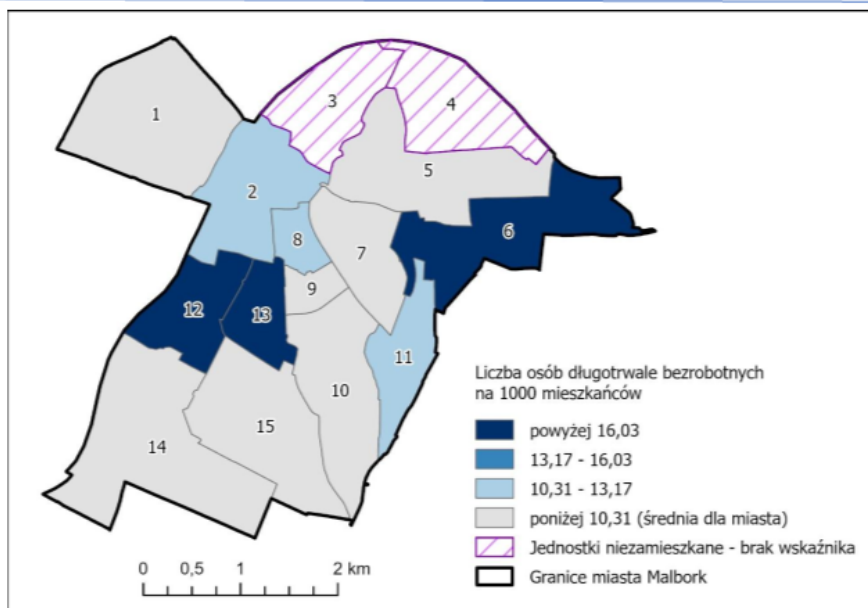 1
3
4
2
5
6
8
7
9
12
13
11
10
15
14
Liczba osób długotrwale bezrobotnych
na 1000 mieszkańców
powyżej 16,03
13,17 - 16,03
10,31 - 13,17
poniżej 10,31 (średnia dla miasta)
Jednostki niezamieszkane - brak wskaźnika
Granice miasta Malbork
0 0,5 1 2 km